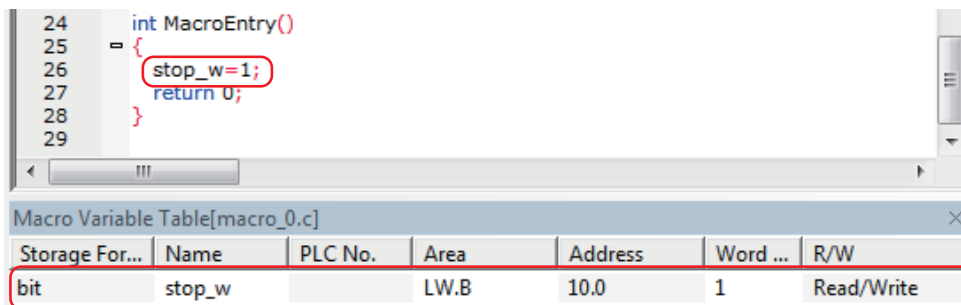 24 int MacroEntry()
25 {
26 stop_w=1;
27 return 0;
28 }
29
Macro Variable Table[macro_0.c]
Storage For... Name PLC No. Area Address Word ... R/W
bit stop_w LW.B 10.0 1 Read/Write